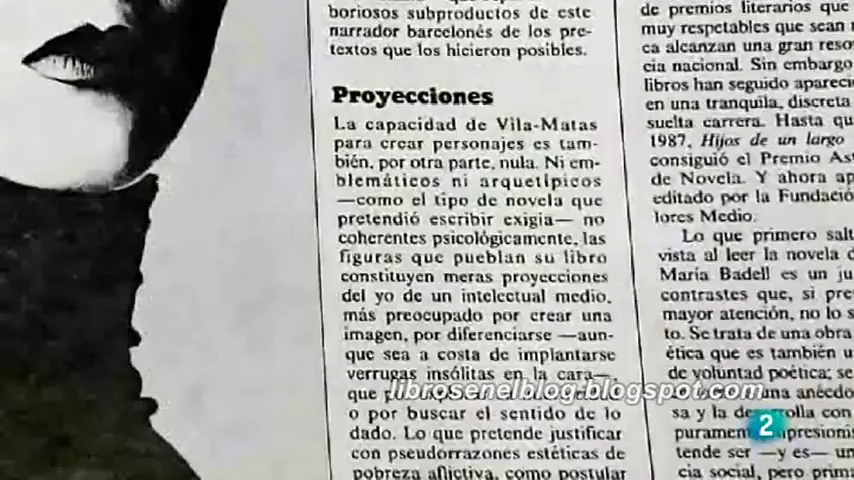 boriosos subproductos de este
narrador barcelonés de los pre-
textos que los hicieron posibles.
Proyecciones
La capacidad de Vila-Matas
para crear personajes es tam-
bién, por otra parte, nula. Ni em-
blemáticos ni arquetípicos
—como el tipo de novela que
pretendió escribir exigia— no
coherentes psicológicamente, las
figuras que pueblan su libro
constituyen meras proyecciones
del yo de un intelectual medio,
más preocupado por crear una
imagen, por diferenciarse —aun-
que sea a costa de implantarse
verrugas insólitas en la cara—
que
o por buscar el sentido de lo
dado. Lo que pretende justificar
con pseudorrazones estéticas de
pobreza aflictiva, como postular
de premios literarios que
muy respetables que sean
ca alcanzan una gran reso
cia nacional. Sin embargo
libros han seguido apareci
en una tranquila, discreta
suelta carrera. Hasta qu
1987, Hijos de un largo
consiguió el Premio As
de Novela. Y ahora ap
editado por la Fundació
lores Medio.
Lo que primero salt
vista al leer la novela d
María Badell es un ju
contrastes que, si pre
mayor atención, no lo s
to. Se trata de una obra
ética que es también u
de voluntad poética; se
una anécdo
sa y la desarrolla con
purament impresionis
tende ser —y es— un
cia social, pero prima
librosenelblog.blogspot.com
2